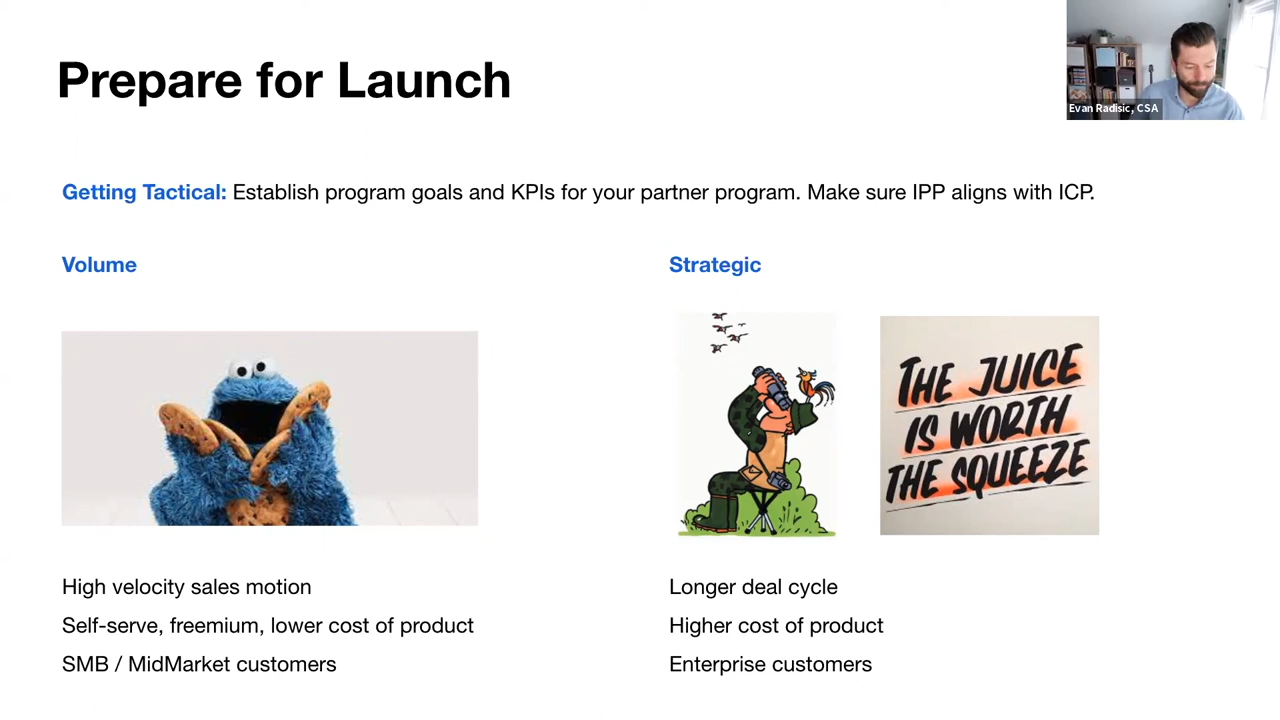 Prepare for Launch
Evan Radisic, CSA
Getting Tactical: Establish program goals and KPIs for your partner program. Make sure IPP aligns with ICP.
Volume
Strategic
THE JUICE
IS WORTH
THE SQUEEZE
High velocity sales motion
Self-serve, freemium, lower cost of product
SMB / MidMarket customers
Longer deal cycle
Higher cost of product
Enterprise customers